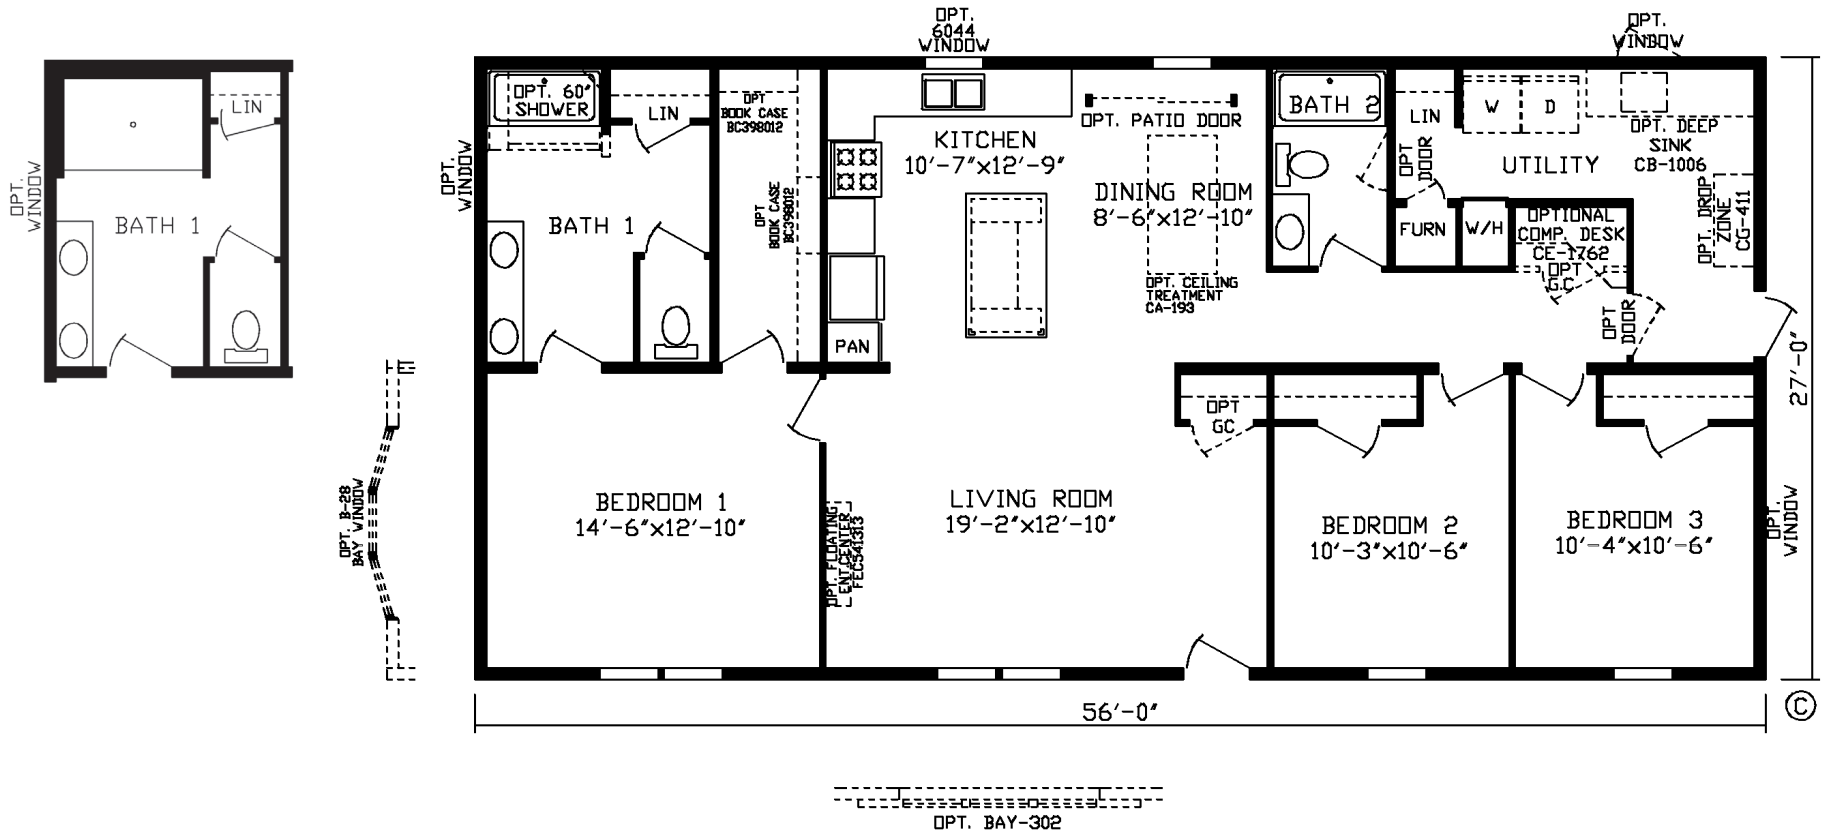 LIN
OPT.
WINDOW
BATH 1
OPT.
6044
WINDOW
OPT.
WINDOW
OPT. 60"
SHOWER
LIN
OPT
BOOK CASE
BC398012
KITCHEN
10'-7"x12'-9"
OPT. PATIO DOOR
BATH 2
LIN
W
D
OPT. DEEP
SINK
CB-1006
OPT.
WINDOW
BATH 1
OPT
BOOK CASE
BC398012
DINING ROOM
8'-6"x12'-10"
OPT
DOOR
UTILITY
OPT. DROP
ZONE
CG-411
FURN
W/H
OPTIONAL
COMP. DESK
CE-1762
OPT
G.C
OPT. CEILING
TREATMENT
CA-193
OPT
DOOR
PAN
27'-0"
OPT
GC
OPT. B-28
BAY WINDOW
BEDROOM 1
14'-6"x12'-10"
OPT. FLOATING
ENT.CENTER
FEC541313
LIVING ROOM
19'-2"x12'-10"
BEDROOM 2
10'-3"x10'-6"
BEDROOM 3
10'-4"x10'-6"
OPT.
WINDOW
56'-0"
C
OPT. BAY-302